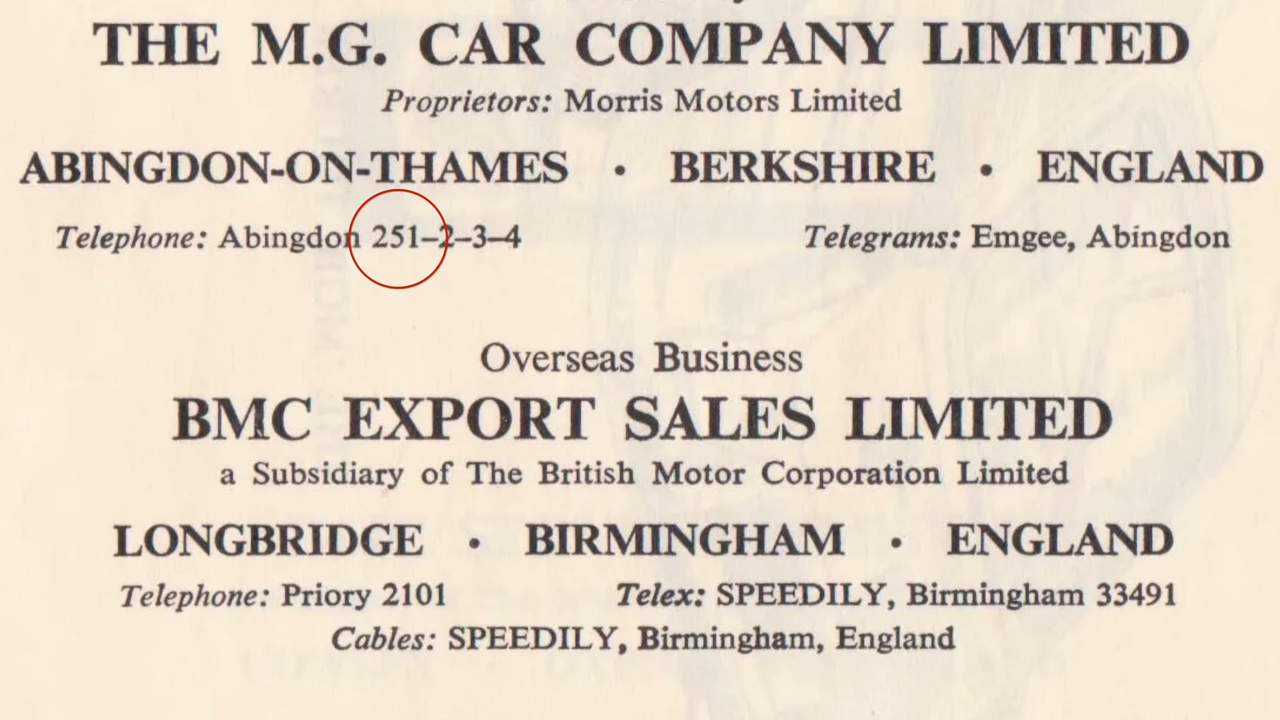 THE M.G. CAR COMPANY LIMITED
Proprietors: Morris Motors Limited
ABINGDON-ON-THAMES • BERKSHIRE • ENGLAND
Telephone: Abingdon 251–2–3–4 Telegrams: Emgee, Abingdon
Overseas Business
BMC EXPORT SALES LIMITED
a Subsidiary of The British Motor Corporation Limited
LONGBRIDGE • BIRMINGHAM • ENGLAND
Telephone: Priory 2101 Telex: SPEEDILY, Birmingham 33491
Cables: SPEEDILY, Birmingham, England